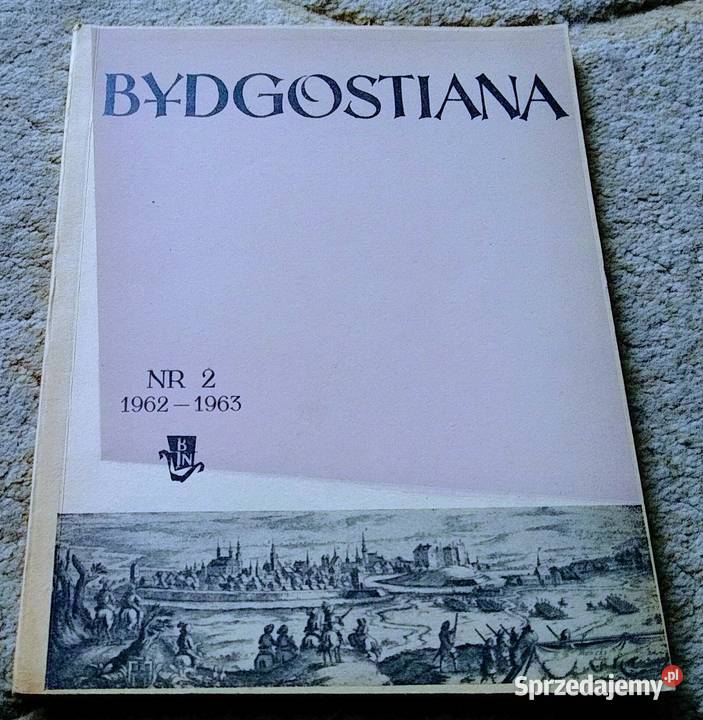 BYDGOSTIANA
NR 2
1962 – 1963
Sprzedajemy.pl